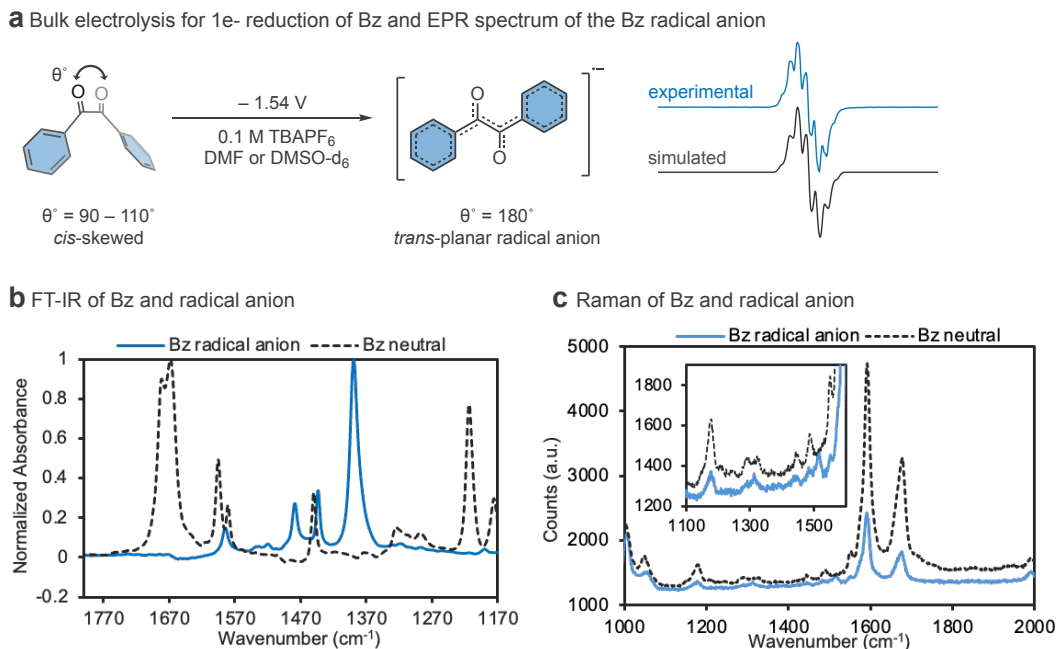 a Bulk electrolysis for 1e- reduction of Bz and EPR spectrum of the Bz radical anion
θ°
O O
– 1.54 V
0.1 M TBAPF₆
DMF or DMSO-d₆
O
O
•–
experimental
simulated
θ° = 90 – 110°
cis-skewed
θ° = 180°
trans-planar radical anion
b FT-IR of Bz and radical anion
Bz radical anion Bz neutral
Normalized Absorbance
1
0.8
0.6
0.4
0.2
0
-0.2
1770 1670 1570 1470 1370 1270 1170
Wavenumber (cm⁻¹)
c Raman of Bz and radical anion
Bz radical anion Bz neutral
Counts (a.u.)
5000
4000
3000
2000
1000
1800
1600
1400
1200
1100 1300 1500
1000 1200 1400 1600 1800 2000
Wavenumber (cm⁻¹)